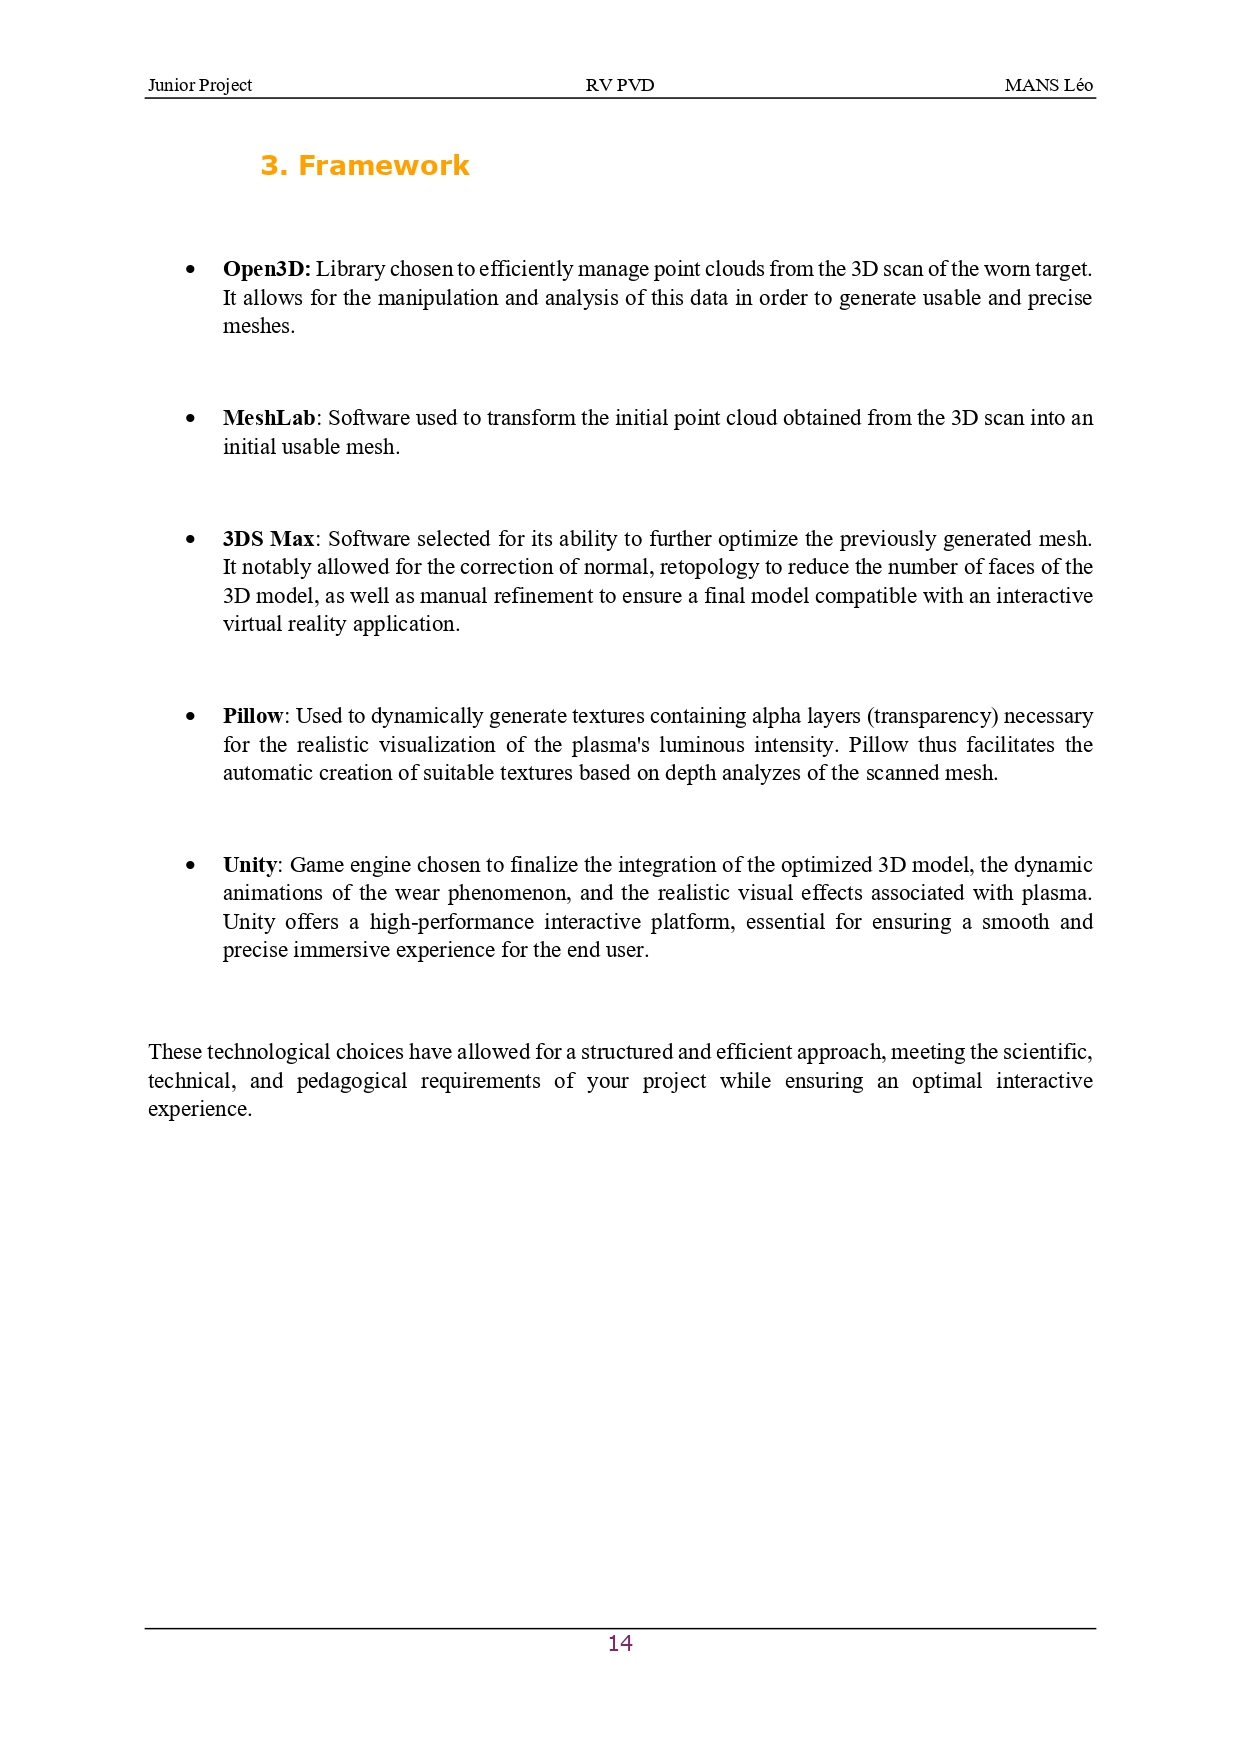 Junior Project RV PVD MANS Léo
3. Framework
• Open3D: Library chosen to efficiently manage point clouds from the 3D scan of the worn target.
It allows for the manipulation and analysis of this data in order to generate usable and precise
meshes.
• MeshLab: Software used to transform the initial point cloud obtained from the 3D scan into an
initial usable mesh.
• 3DS Max: Software selected for its ability to further optimize the previously generated mesh.
It notably allowed for the correction of normal, retopology to reduce the number of faces of the
3D model, as well as manual refinement to ensure a final model compatible with an interactive
virtual reality application.
• Pillow: Used to dynamically generate textures containing alpha layers (transparency) necessary
for the realistic visualization of the plasma's luminous intensity. Pillow thus facilitates the
automatic creation of suitable textures based on depth analyzes of the scanned mesh.
• Unity: Game engine chosen to finalize the integration of the optimized 3D model, the dynamic
animations of the wear phenomenon, and the realistic visual effects associated with plasma.
Unity offers a high-performance interactive platform, essential for ensuring a smooth and
precise immersive experience for the end user.
These technological choices have allowed for a structured and efficient approach, meeting the scientific,
technical, and pedagogical requirements of your project while ensuring an optimal interactive
experience.
14